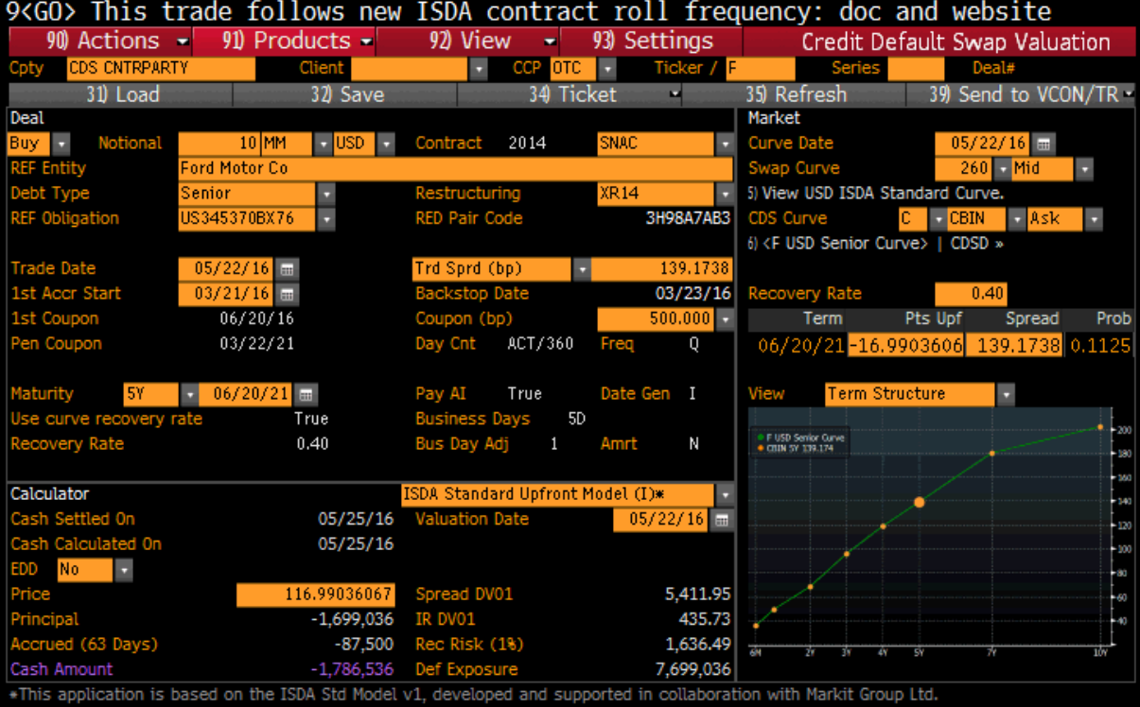 9<GO> This trade follows new ISDA contract roll frequency: doc and website
90) Actions 91) Products 92) View 93) Settings Credit Default Swap Valuation
Cpty CDS CNTRPARTY Client CCP OTC Ticker / F Series Deal#
31) Load 32) Save 34) Ticket 35) Refresh 39) Send to VCON/TR
Deal
Buy Notional 10 MM USD Contract 2014 SNAC
REF Entity Ford Motor Co
Debt Type Senior Restructuring XR14
REF Obligation US345370BX76 RED Pair Code 3H98A7AB3
Trade Date 05/22/16 Trd Sprd (bp) 139.1738
1st Accr Start 03/21/16 Backstop Date 03/23/16
1st Coupon 06/20/16 Coupon (bp) 500.000
Pen Coupon 03/22/21 Day Cnt ACT/360 Freq Q
Maturity 5Y 06/20/21 Pay AI True Date Gen I
Use curve recovery rate True Business Days 5D
Recovery Rate 0.40 Bus Day Adj 1 Amrt N
Market
Curve Date 05/22/16
Swap Curve 260 Mid
5) View USD ISDA Standard Curve.
CDS Curve C CBIN Ask
6) <F USD Senior Curve> | CDSD »
Recovery Rate 0.40
Term Pts Upf Spread Prob
06/20/21 -16.9903606 139.1738 0.1125
View Term Structure
F USD Senior Curve
CBIN 5Y 139.174
200
180
160
140
120
100
80
60
40
6M 2Y 3Y 4Y 5Y 7Y 10Y
Calculator ISDA Standard Upfront Model (I)*
Cash Settled On 05/25/16 Valuation Date 05/22/16
Cash Calculated On 05/25/16
EDD No
Price 116.99036067 Spread DV01 5,411.95
Principal -1,699,036 IR DV01 435.73
Accrued (63 Days) -87,500 Rec Risk (1%) 1,636.49
Cash Amount -1,786,536 Def Exposure 7,699,036
*This application is based on the ISDA Std Model v1, developed and supported in collaboration with Markit Group Ltd.